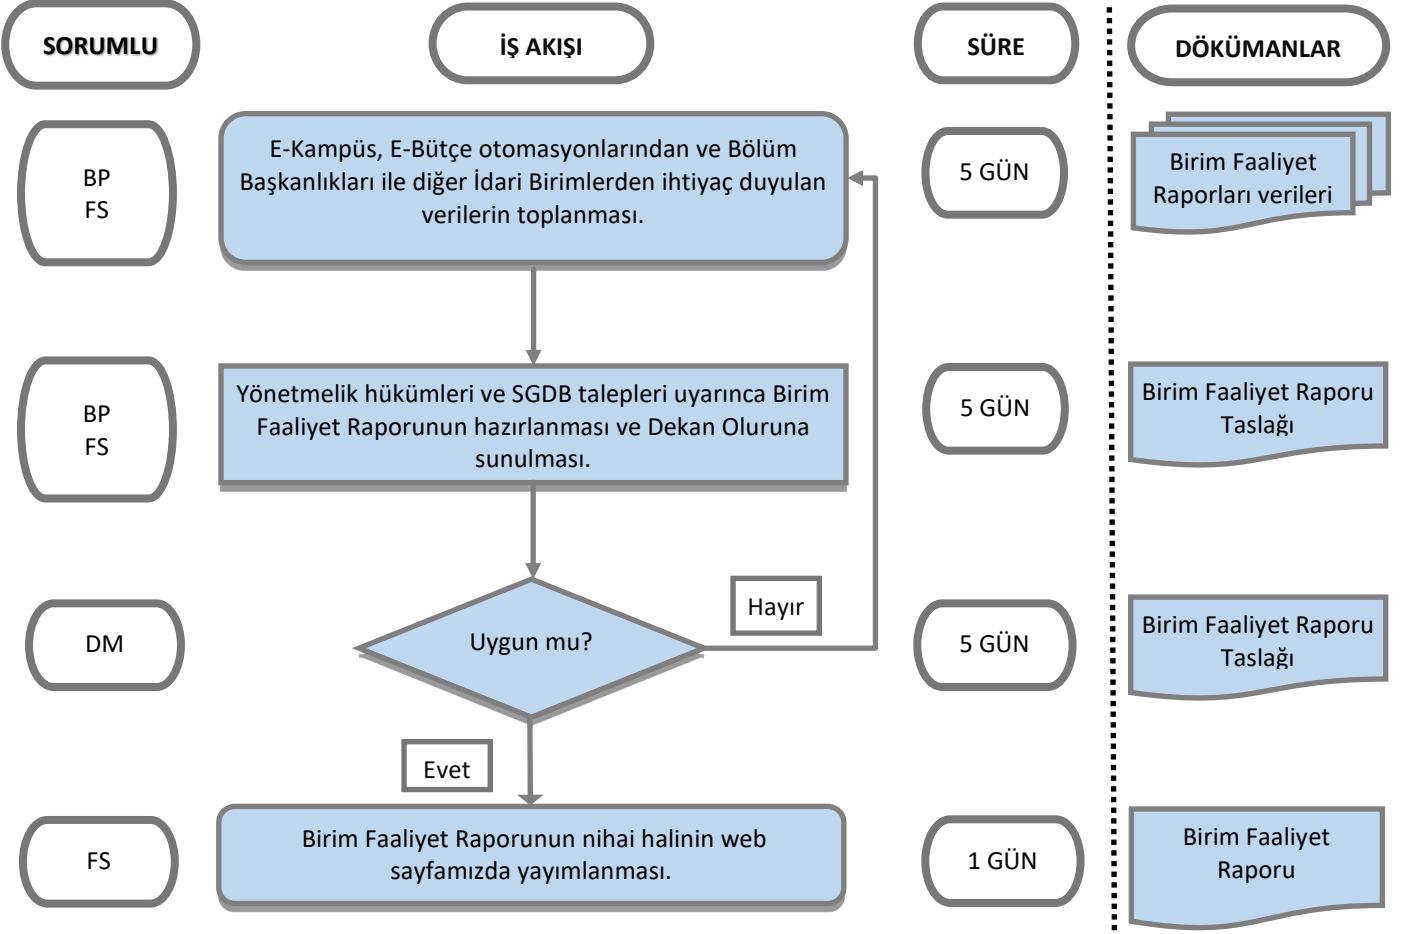 SORUMLU
İŞ AKIŞI
SÜRE
DÖKÜMANLAR
BP
FS
E-Kampüs, E-Bütçe otomasyonlarından ve Bölüm
Başkanlıkları ile diğer İdari Birimlerden ihtiyaç duyulan
verilerin toplanması.
5 GÜN
Birim Faaliyet
Raporları verileri
BP
FS
Yönetmelik hükümleri ve SGDB talepleri uyarınca Birim
Faaliyet Raporunun hazırlanması ve Dekan Oluruna
sunulması.
5 GÜN
Birim Faaliyet Raporu
Taslağı
DM
Uygun mu?
Hayır
5 GÜN
Birim Faaliyet Raporu
Taslağı
Evet
FS
Birim Faaliyet Raporunun nihai halinin web
sayfamızda yayımlanması.
1 GÜN
Birim Faaliyet
Raporu